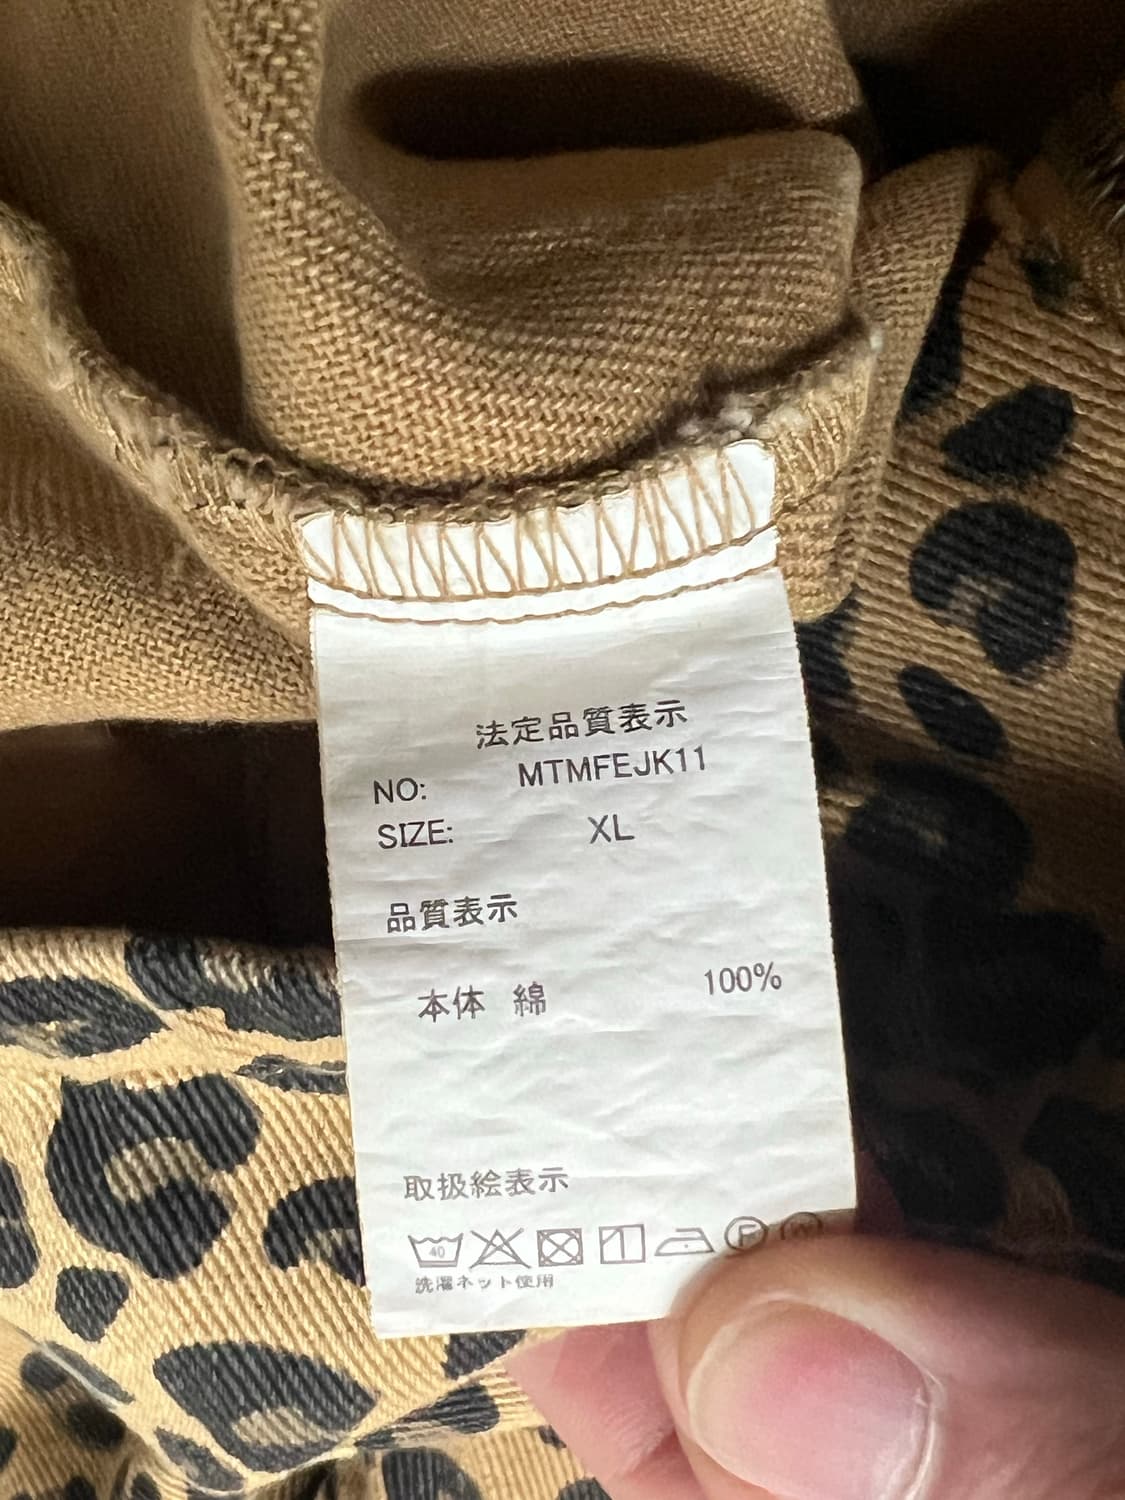 法定品質表示
NO: MTMFEJK11
SIZE: XL
品質表示
本体 綿 100%
取扱絵表示
40 F W
洗濯ネット使用